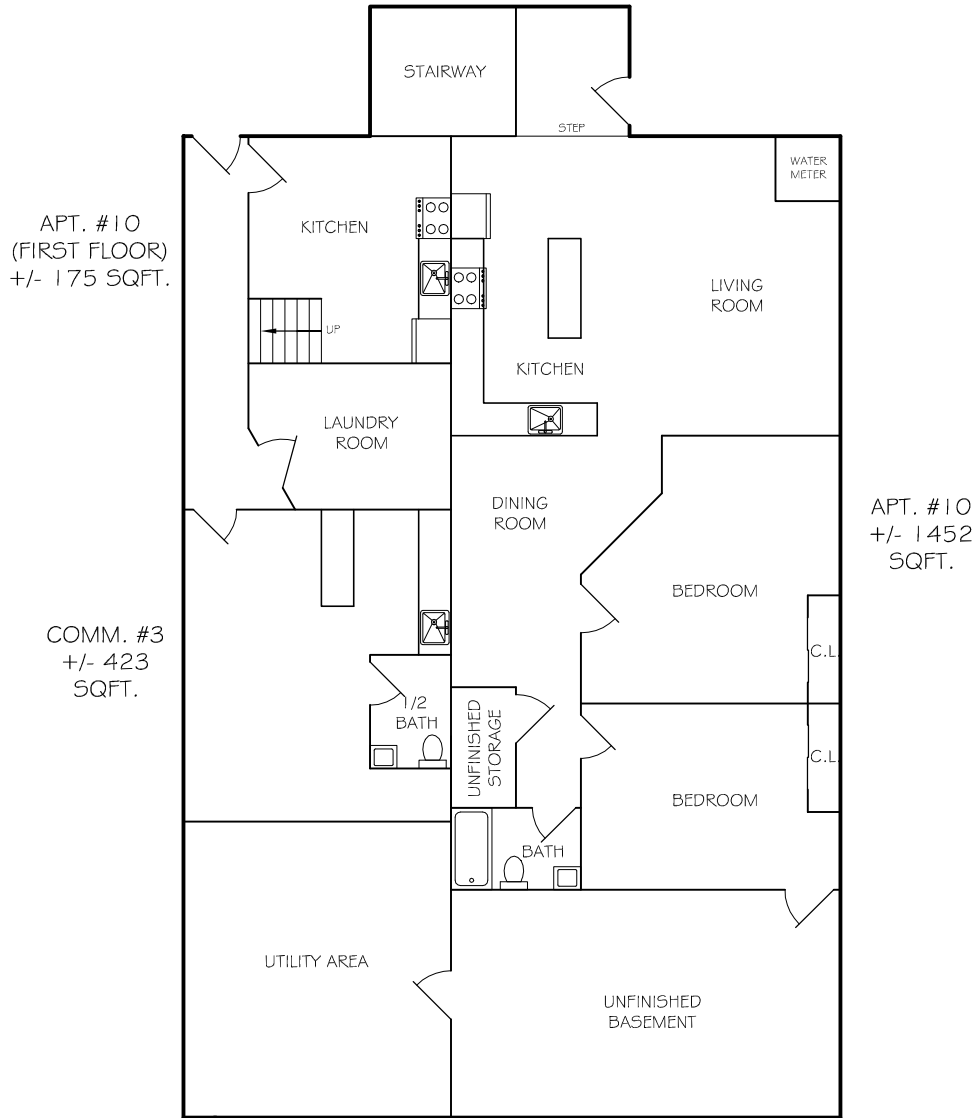 STAIRWAY
STEP
WATER
METER
APT. #10
(FIRST FLOOR)
+/- 175 SQFT.
KITCHEN
LIVING
ROOM
UP
KITCHEN
LAUNDRY
ROOM
DINING
ROOM
APT. #10
+/- 1452
SQFT.
BEDROOM
COMM. #3
+/- 423
SQFT.
C.L.
1/2
BATH
UNFINISHED
STORAGE
C.L.
BEDROOM
BATH
UTILITY AREA
UNFINISHED
BASEMENT